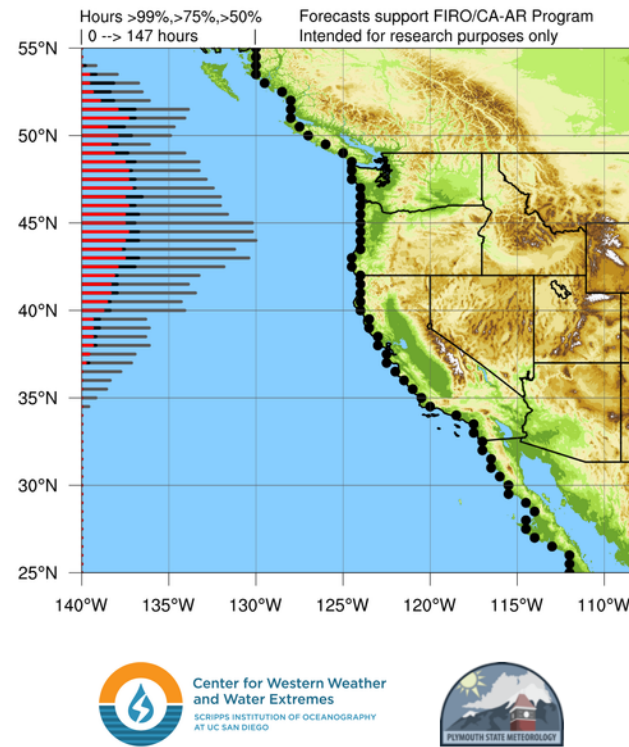 Hours >99%,>75%,>50%
| 0 --> 147 hours |
Forecasts support FIRO/CA-AR Program
Intended for research purposes only
55°N
50°N
45°N
40°N
35°N
30°N
25°N
140°W 135°W 130°W 125°W 120°W 115°W 110°W
Center for Western Weather
and Water Extremes
SCRIPPS INSTITUTION OF OCEANOGRAPHY
AT UC SAN DIEGO
PLYMOUTH STATE METEOROLOGY